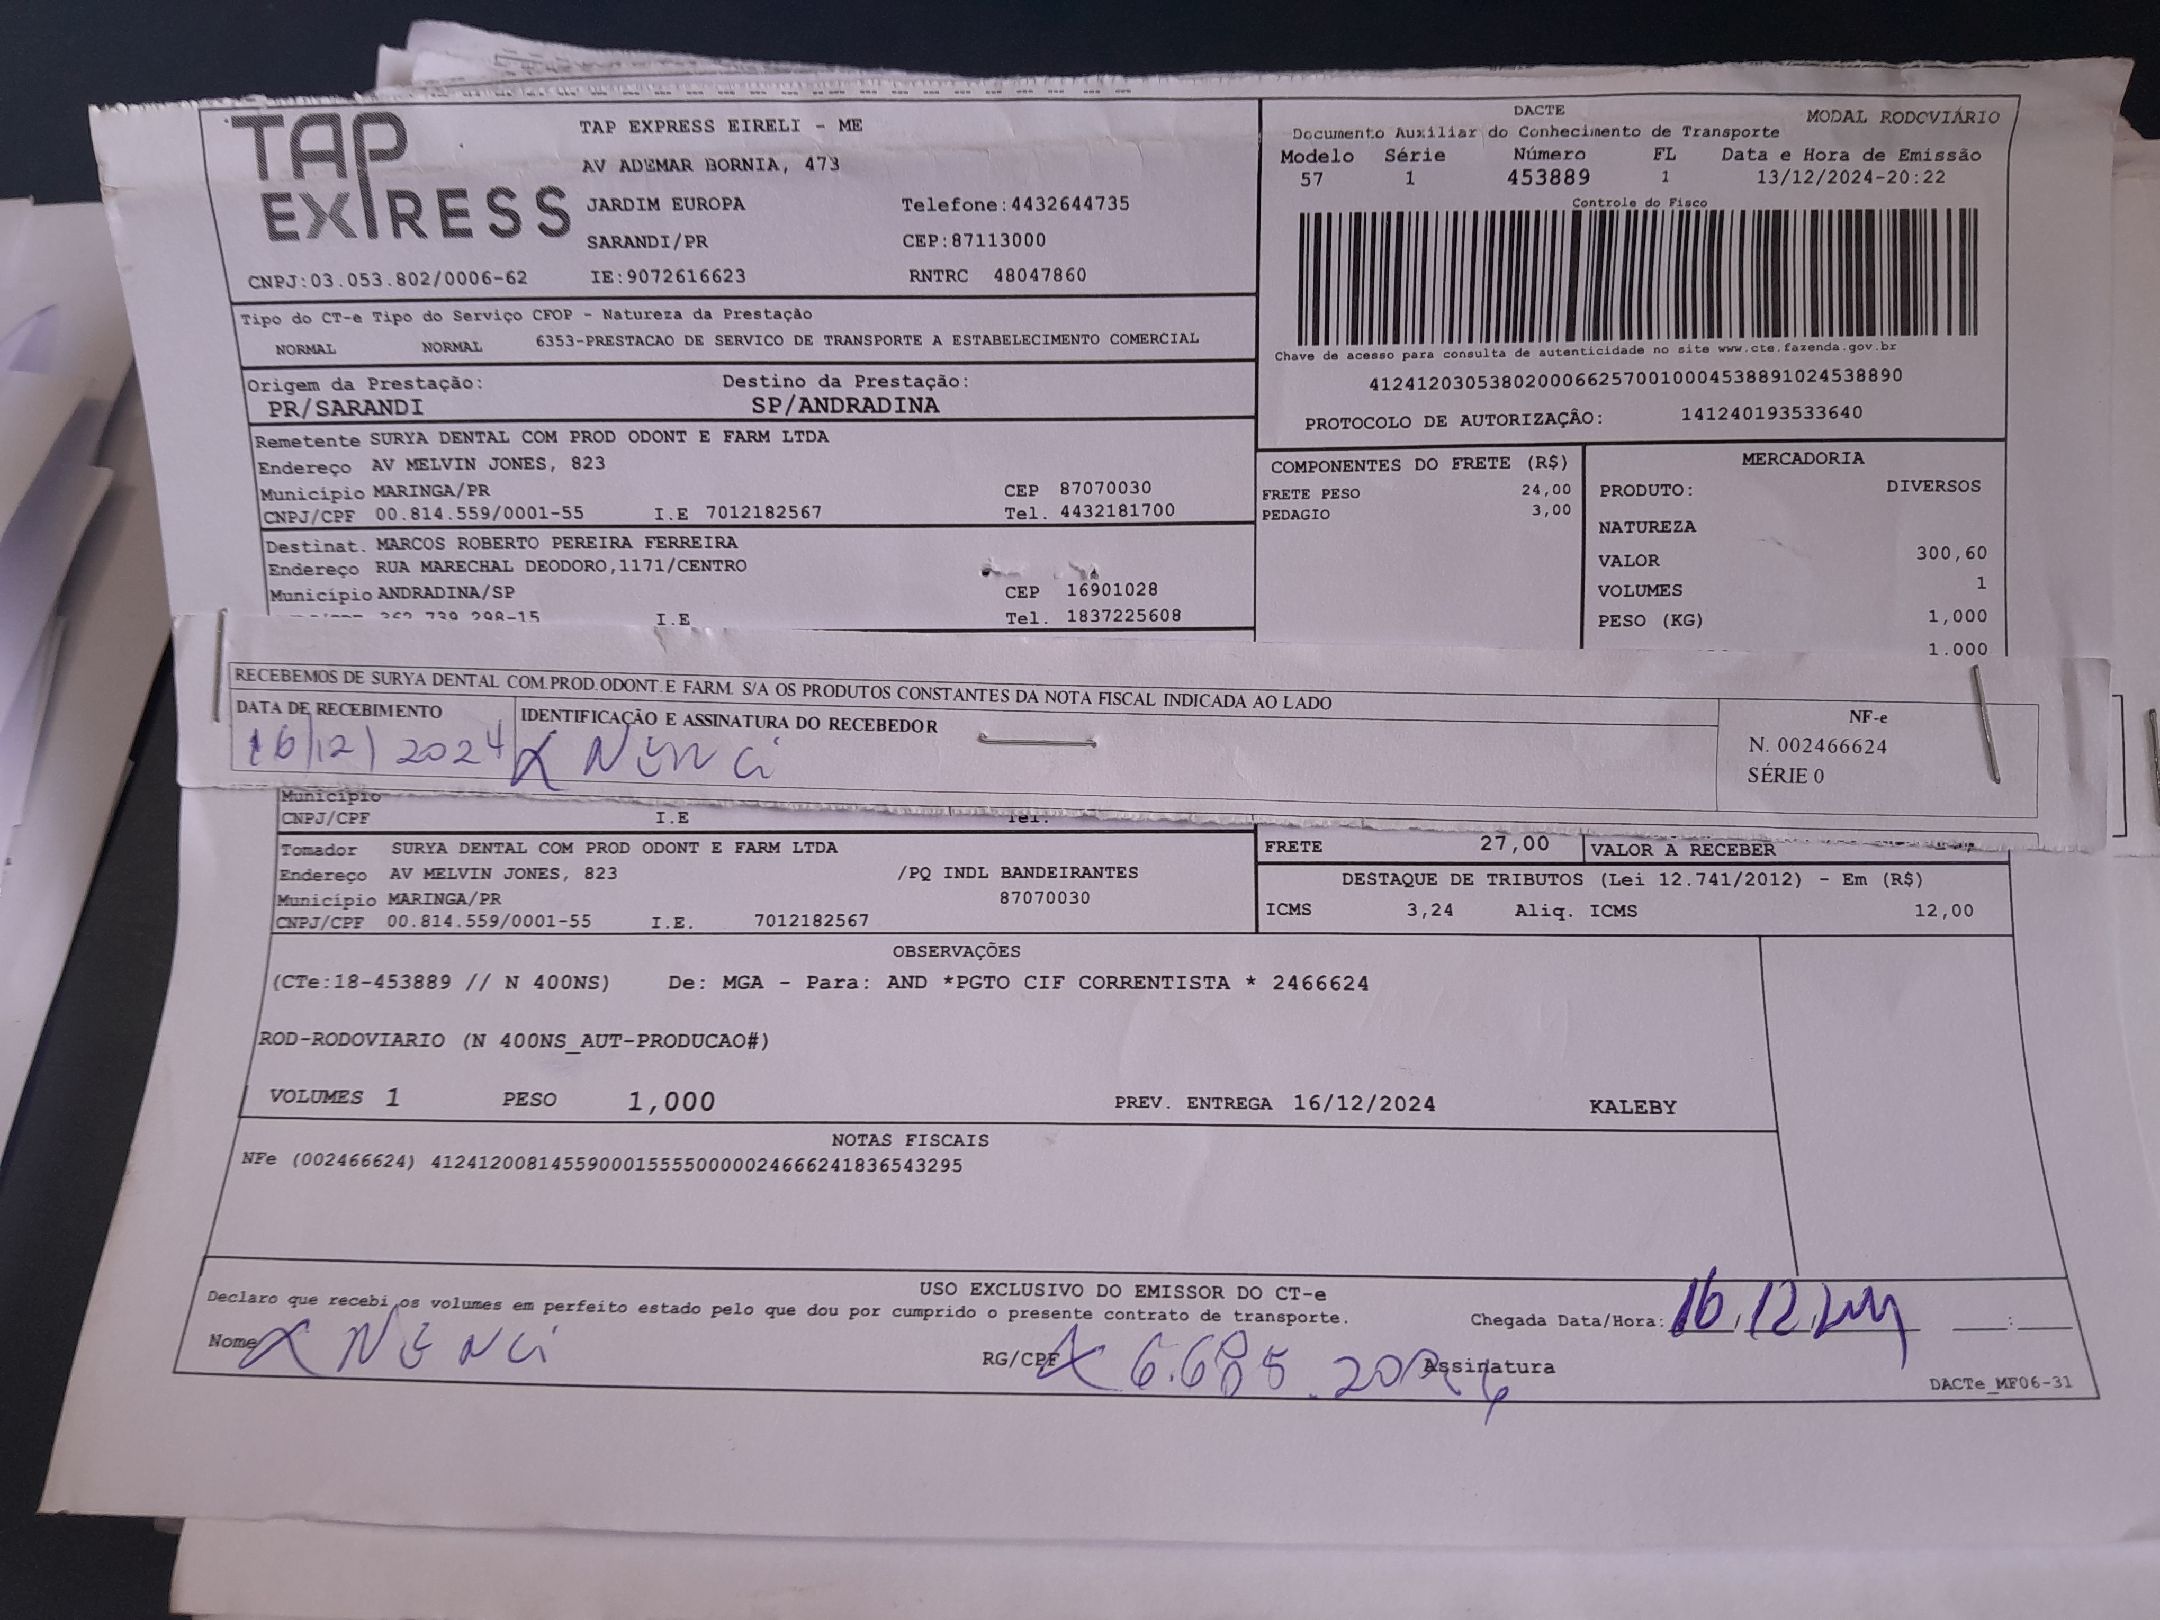 TAP EXPRESS
TAP EXPRESS EIRELI - ME
AV ADEMAR BORNIA, 473
JARDIM EUROPA Telefone:4432644735
SARANDI/PR CEP:87113000
CNPJ:03.053.802/0006-62 IE:9072616623 RNTRC 48047860
DACTE MODAL RODOVIÁRIO
Documento Auxiliar do Conhecimento de Transporte
Modelo Série Número FL Data e Hora de Emissão
57 1 453889 1 13/12/2024-20:22
Controle do Fisco
Chave de acesso para consulta de autenticidade no site www.cte.fazenda.gov.br
41241203053802000662570010004538891024538890
PROTOCOLO DE AUTORIZAÇÂO: 141240193533640
Tipo do CT-e Tipo do Serviço CFOP - Natureza da Prestação
NORMAL NORMAL 6353-PRESTACAO DE SERVICO DE TRANSPORTE A ESTABELECIMENTO COMERCIAL
Origem da Prestação: Destino da Prestação:
PR/SARANDI SP/ANDRADINA
Remetente SURYA DENTAL COM PROD ODONT E FARM LTDA
Endereço AV MELVIN JONES, 823
Município MARINGA/PR CEP 87070030
CNPJ/CPF 00.814.559/0001-55 I.E 7012182567 Tel. 4432181700
Destinat. MARCOS ROBERTO PEREIRA FERREIRA
Endereço RUA MARECHAL DEODORO,1171/CENTRO
Município ANDRADINA/SP CEP 16901028
I.E Tel. 1837225608
COMPONENTES DO FRETE (R$)
FRETE PESO 24,00
PEDAGIO 3,00
MERCADORIA
PRODUTO: DIVERSOS
NATUREZA
VALOR 300,60
VOLUMES 1
PESO (KG) 1,000
1.000
RECEBEMOS DE SURYA DENTAL COM.PROD.ODONT.E FARM. S/A OS PRODUTOS CONSTANTES DA NOTA FISCAL INDICADA AO LADO
DATA DE RECEBIMENTO IDENTIFICAÇÃO E ASSINATURA DO RECEBEDOR
16/12/2024 X NENCi
NF-e
N. 002466624
SÉRIE 0
Município
CNPJ/CPF I.E Tel.
Tomador SURYA DENTAL COM PROD ODONT E FARM LTDA
Endereço AV MELVIN JONES, 823 /PQ INDL BANDEIRANTES
Município MARINGA/PR 87070030
CNPJ/CPF 00.814.559/0001-55 I.E. 7012182567
FRETE 27,00 VALOR A RECEBER
DESTAQUE DE TRIBUTOS (Lei 12.741/2012) - Em (R$)
ICMS 3,24 Aliq. ICMS 12,00
OBSERVAÇÕES
(CTe:18-453889 // N 400NS) De: MGA - Para: AND *PGTO CIF CORRENTISTA * 2466624
ROD-RODOVIARIO (N 400NS_AUT-PRODUCAO#)
VOLUMES 1 PESO 1,000 PREV. ENTREGA 16/12/2024 KALEBY
NOTAS FISCAIS
NFe (002466624) 41241200814559000155550000024666241836543295
USO EXCLUSIVO DO EMISSOR DO CT-e
Declaro que recebi os volumes em perfeito estado pelo que dou por cumprido o presente contrato de transporte.
Chegada Data/Hora: 16.12.2024 :
Nome X NENCi RG/CPF X Assinatura
DACTe_MF06-31